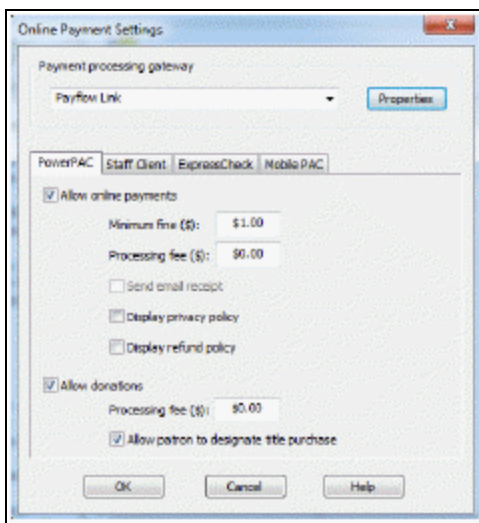 Online Payment Settings
Payment processing gateway
Payflow Link
Properties
PowerPAC Staff Client ExpressCheck Mobile PAC
Allow online payments
Minimum fine ($): $1.00
Processing fee ($): $0.00
Send email receipt
Display privacy policy
Display refund policy
Allow donations
Processing fee ($): $0.00
Allow patron to designate title purchase
OK Cancel Help